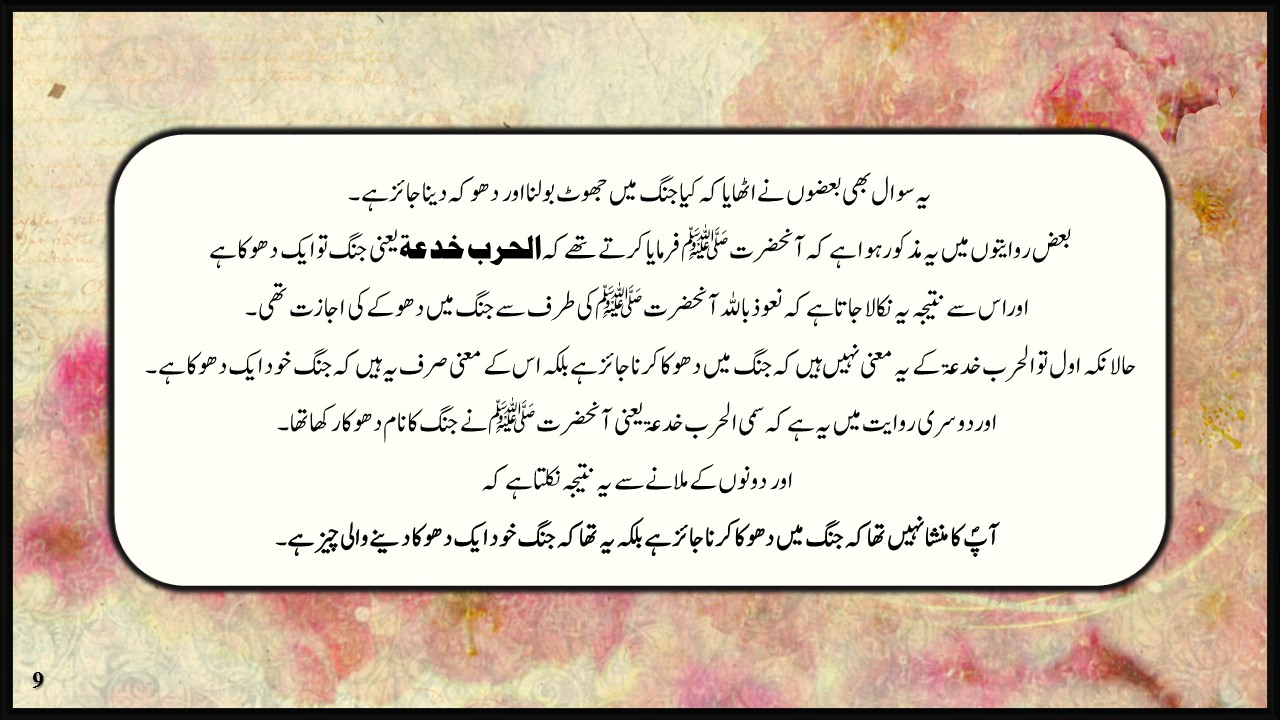 یہ سوال بھی بعضوں نے اٹھایا کہ کیا جنگ میں جھوٹ بولنا اور دھوکہ دینا جائز ہے۔
بعض روایتوں میں یہ مذکور ہوا ہے کہ آنحضرت ﷺ فرمایا کرتے تھے کہ الحرب خدعة یعنی جنگ تو ایک دھوکا ہے
اور اس سے نتیجہ یہ نکالا جاتا ہے کہ نعوذ باللہ آنحضرت ﷺ کی طرف سے جنگ میں دھوکے کی اجازت تھی۔
حالانکہ اول تو الحرب خدعۃ کے یہ معنی نہیں ہیں کہ جنگ میں دھوکا کرنا جائز ہے بلکہ اس کے معنی صرف یہ ہیں کہ جنگ خود ایک دھوکا ہے۔
اور دوسری روایت میں یہ ہے کہ سمی الحرب خدعۃ یعنی آنحضرت ﷺ نے جنگ کا نام دھوکا رکھا تھا۔
اور دونوں کے ملانے سے یہ نتیجہ نکلتا ہے کہ
آپؐ کا منشا نہیں تھا کہ جنگ میں دھوکا کرنا جائز ہے بلکہ یہ تھا کہ جنگ خود ایک دھوکا دینے والی چیز ہے۔
9